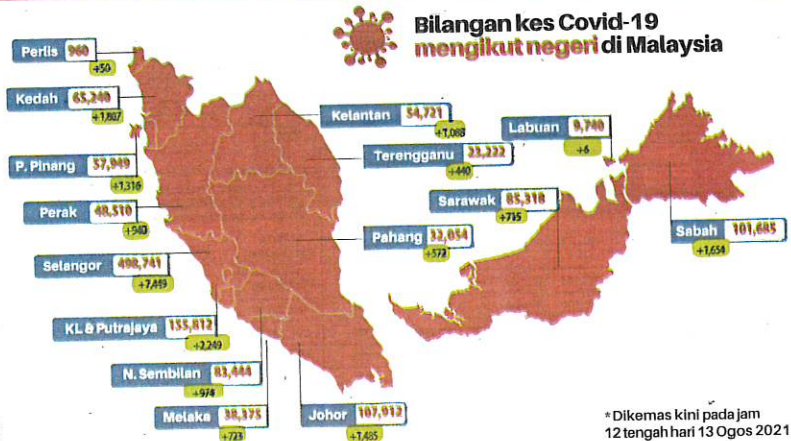 Bilangan kes Covid-19
mengikut negeri di Malaysia
Perlis 960
+50
Kedah 65,240
+1,807
P. Pinang 57,949
+1,316
Perak 48,510
+940
Selangor 498,741
+7,449
KL & Putrajaya 155,812
+2,249
N. Sembilan 83,444
+974
Melaka 38,375
+723
Johor 107,912
+1,485
Kelantan 54,721
+1,088
Terengganu 23,222
+440
Pahang 32,054
+572
Labuan 9,740
+6
Sarawak 85,318
Sabah 101,685
+1,654
*Dikemas kini pada jam
12 tengah hari 13 Ogos 2021